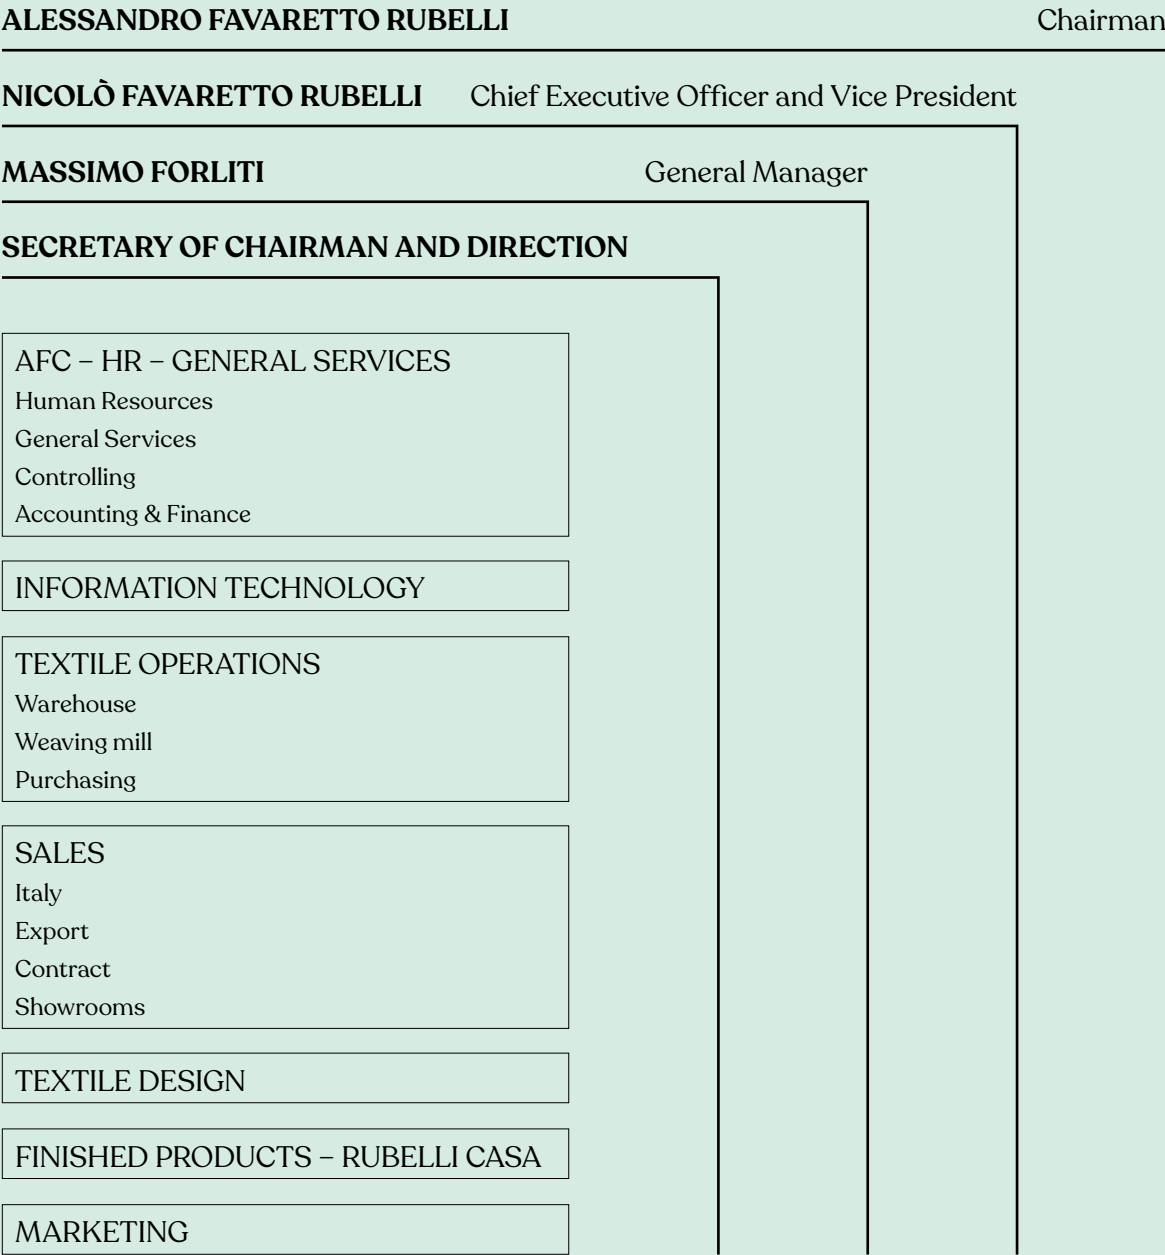 ALESSANDRO FAVARETTO RUBELLI Chairman
NICOLÒ FAVARETTO RUBELLI Chief Executive Officer and Vice President
MASSIMO FORLITI General Manager
SECRETARY OF CHAIRMAN AND DIRECTION
AFC – HR – GENERAL SERVICES
Human Resources
General Services
Controlling
Accounting & Finance
INFORMATION TECHNOLOGY
TEXTILE OPERATIONS
Warehouse
Weaving mill
Purchasing
SALES
Italy
Export
Contract
Showrooms
TEXTILE DESIGN
FINISHED PRODUCTS – RUBELLI CASA
MARKETING